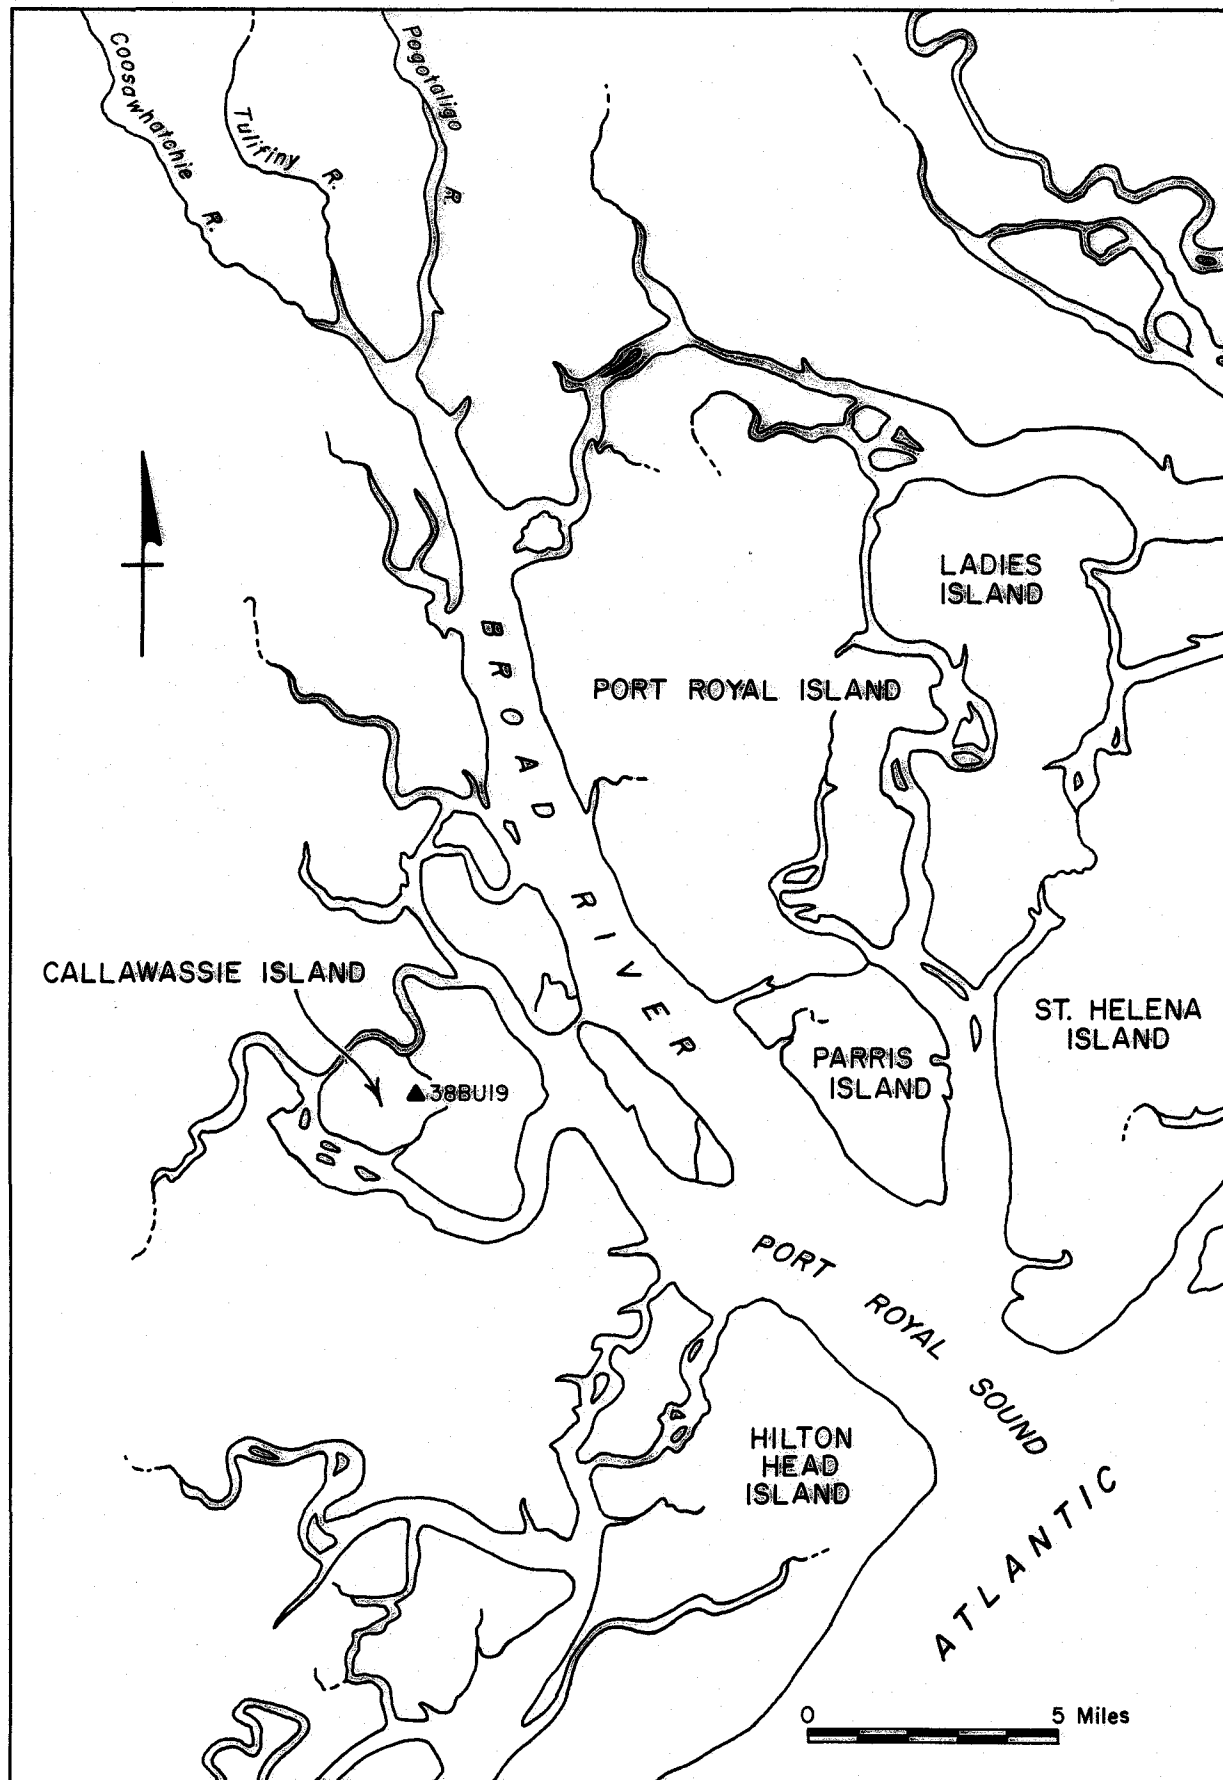 Coosawhatchie R.
Tulifiny R.
Pogotaligo R.
LADIES
ISLAND
BROAD RIVER
PORT ROYAL ISLAND
CALLAWASSIE ISLAND
ST. HELENA
ISLAND
PARRIS
ISLAND
38BU19
PORT ROYAL SOUND
HILTON
HEAD
ISLAND
ATLANTIC
0 5 Miles